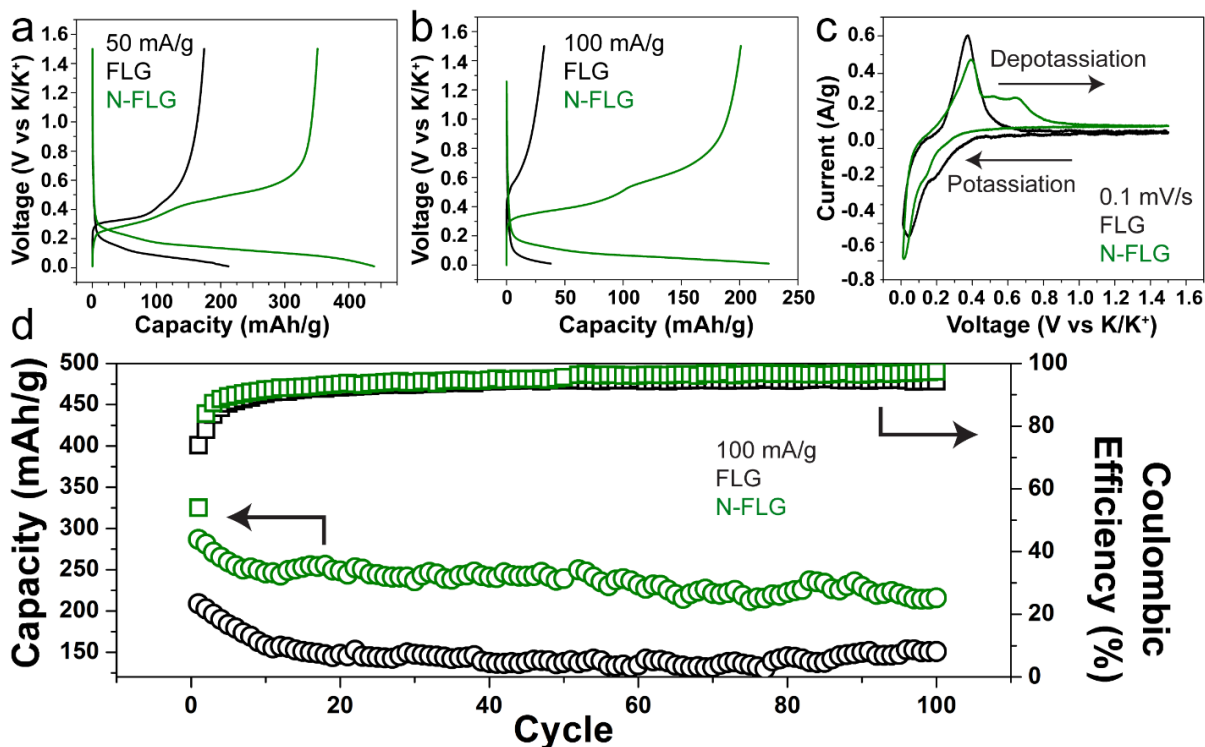 a
50 mA/g
FLG
N-FLG
Voltage (V vs K/K⁺)
1.6
1.4
1.2
1.0
0.8
0.6
0.4
0.2
0.0
0 100 200 300 400
Capacity (mAh/g)
b
100 mA/g
FLG
N-FLG
Voltage (V vs K/K⁺)
1.6
1.4
1.2
1.0
0.8
0.6
0.4
0.2
0.0
0 50 100 150 200 250
Capacity (mAh/g)
c
Depotassiation
Potassiation
0.1 mV/s
FLG
N-FLG
Current (A/g)
0.6
0.4
0.2
0.0
-0.2
-0.4
-0.6
-0.8
0.0 0.2 0.4 0.6 0.8 1.0 1.2 1.4 1.6
Voltage (V vs K/K⁺)
d
Capacity (mAh/g)
500
450
400
350
300
250
200
150
100 mA/g
FLG
N-FLG
100
80
60
40
20
0
Coulombic
Efficiency (%)
0 20 40 60 80 100
Cycle